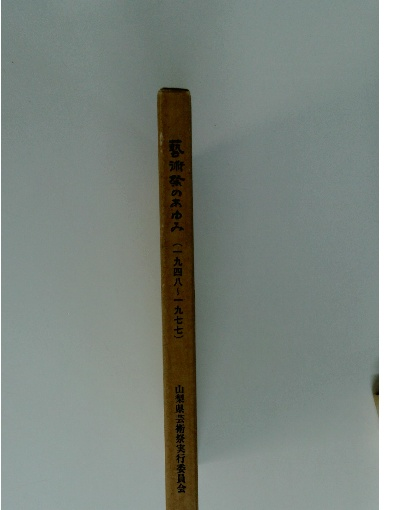 藝術祭のあゆみ
(一九四八ー一九七七)
山梨県芸術祭実行委員会